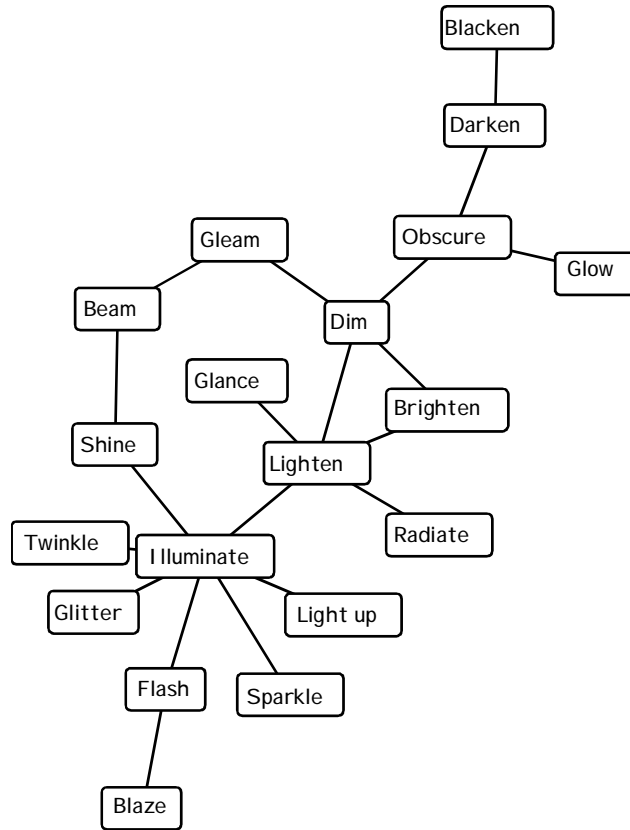 Blacken
Darken
Obscure
Gleam
Glow
Beam
Dim
Glance
Brighten
Shine
Lighten
Radiate
Twinkle
Illuminate
Glitter
Light up
Flash
Sparkle
Blaze